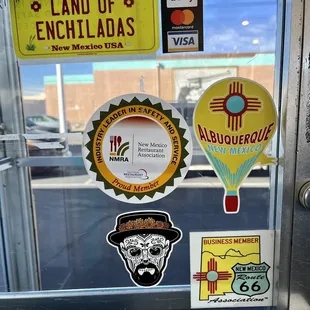 LAND OF
ENCHILADAS
New Mexico USA
MasterCard
VISA
INDUSTRY LEADER IN SAFETY AND SERVICE
NMRA
New Mexico
Restaurant
Association
Proud Member
ALBUQUERQUE
NEW MEXICO
BUSINESS MEMBER
NEW MEXICO
Route
66
Association